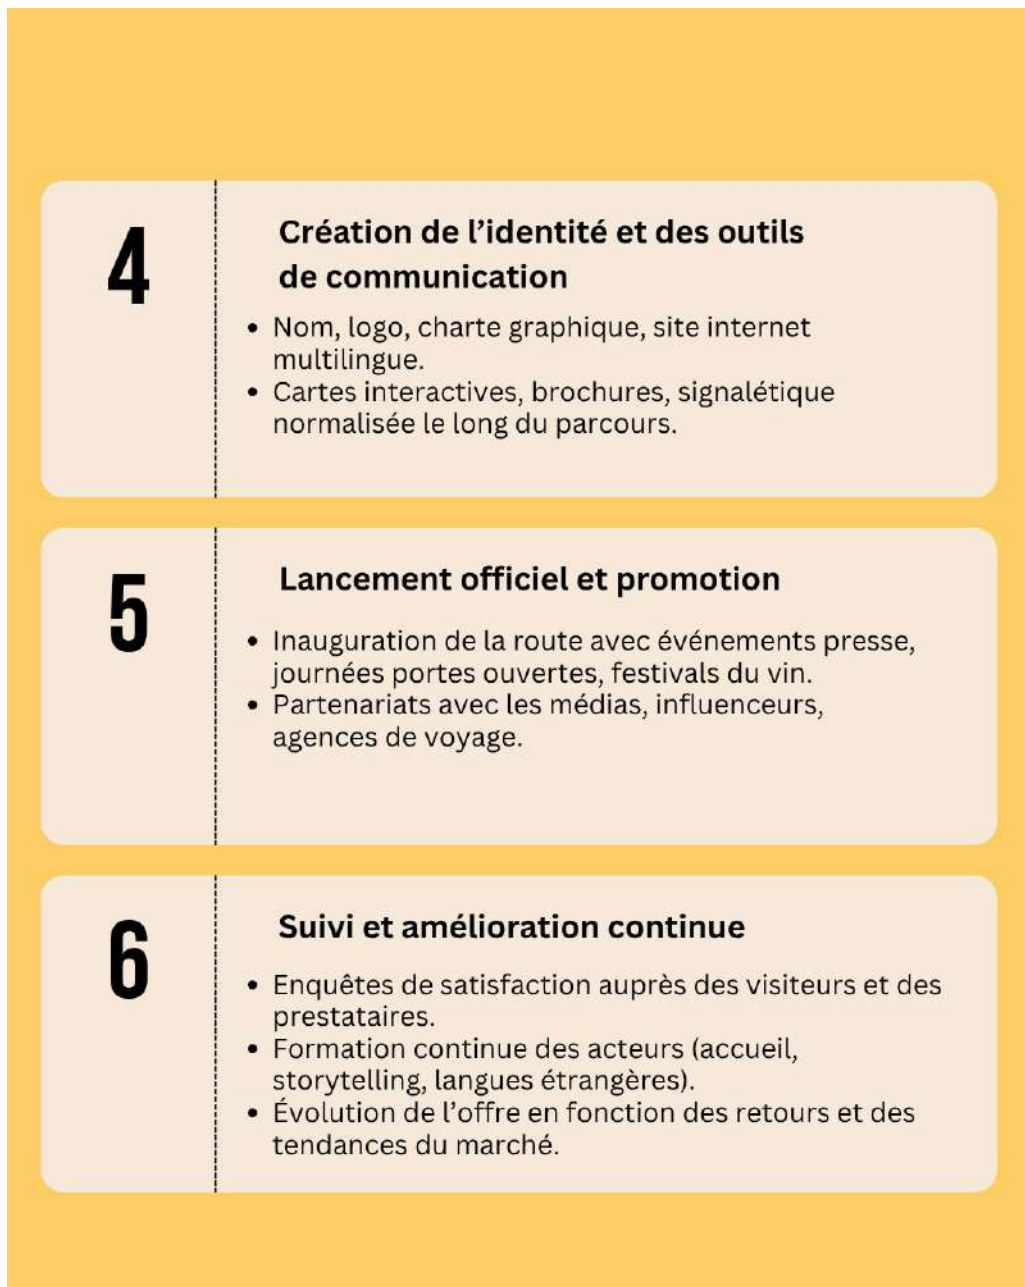 4
Création de l’identité et des outils
de communication
• Nom, logo, charte graphique, site internet
multilingue.
• Cartes interactives, brochures, signalétique
normalisée le long du parcours.
5
Lancement officiel et promotion
• Inauguration de la route avec événements presse,
journées portes ouvertes, festivals du vin.
• Partenariats avec les médias, influenceurs,
agences de voyage.
6
Suivi et amélioration continue
• Enquêtes de satisfaction auprès des visiteurs et des
prestataires.
• Formation continue des acteurs (accueil,
storytelling, langues étrangères).
• Évolution de l’offre en fonction des retours et des
tendances du marché.